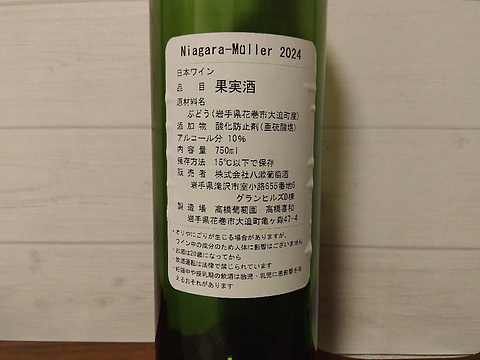 Niagara-Müller 2024
日本ワイン
品 目 果実酒
原材料名
ぶどう(岩手県花巻市大迫町産)
添加物 酸化防止剤(亜硫酸塩)
アルコール分 10%
内容量 750ml
保存方法 15℃以下で保存
販売者 株式会社八漱葡萄酒
岩手県滝沢市室小路655番地6
グランヒルズD棟
製造場 高橋葡萄園 高橋喜和
岩手県花巻市大迫町亀ヶ森47-4
・オリやにごりが生じる場合がありますが、
ワイン中の成分のため人体に影響はございません
・お酒は20歳になってから
・飲酒運転は法律で禁じられています
・妊娠中や授乳期の飲酒は胎児・乳児に悪影響を与
えるおそれがあります